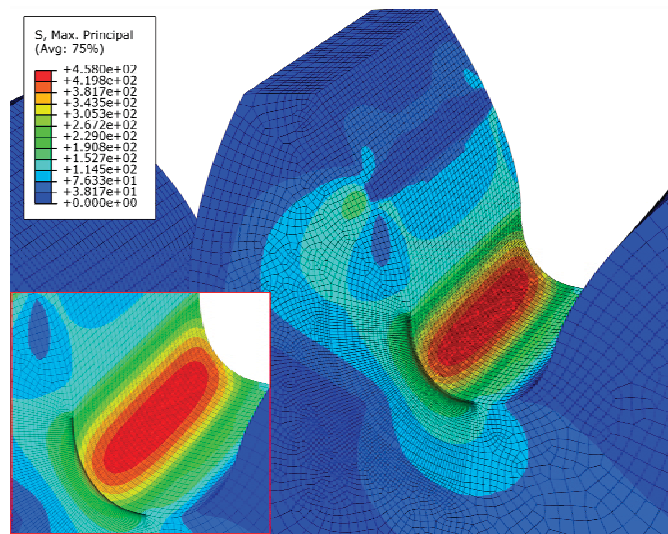 S, Max. Principal
(Avg: 75%)
+4.580e+02
+4.198e+02
+3.817e+02
+3.435e+02
+3.053e+02
+2.672e+02
+2.290e+02
+1.908e+02
+1.527e+02
+1.145e+02
+7.633e+01
+3.817e+01
+0.000e+00